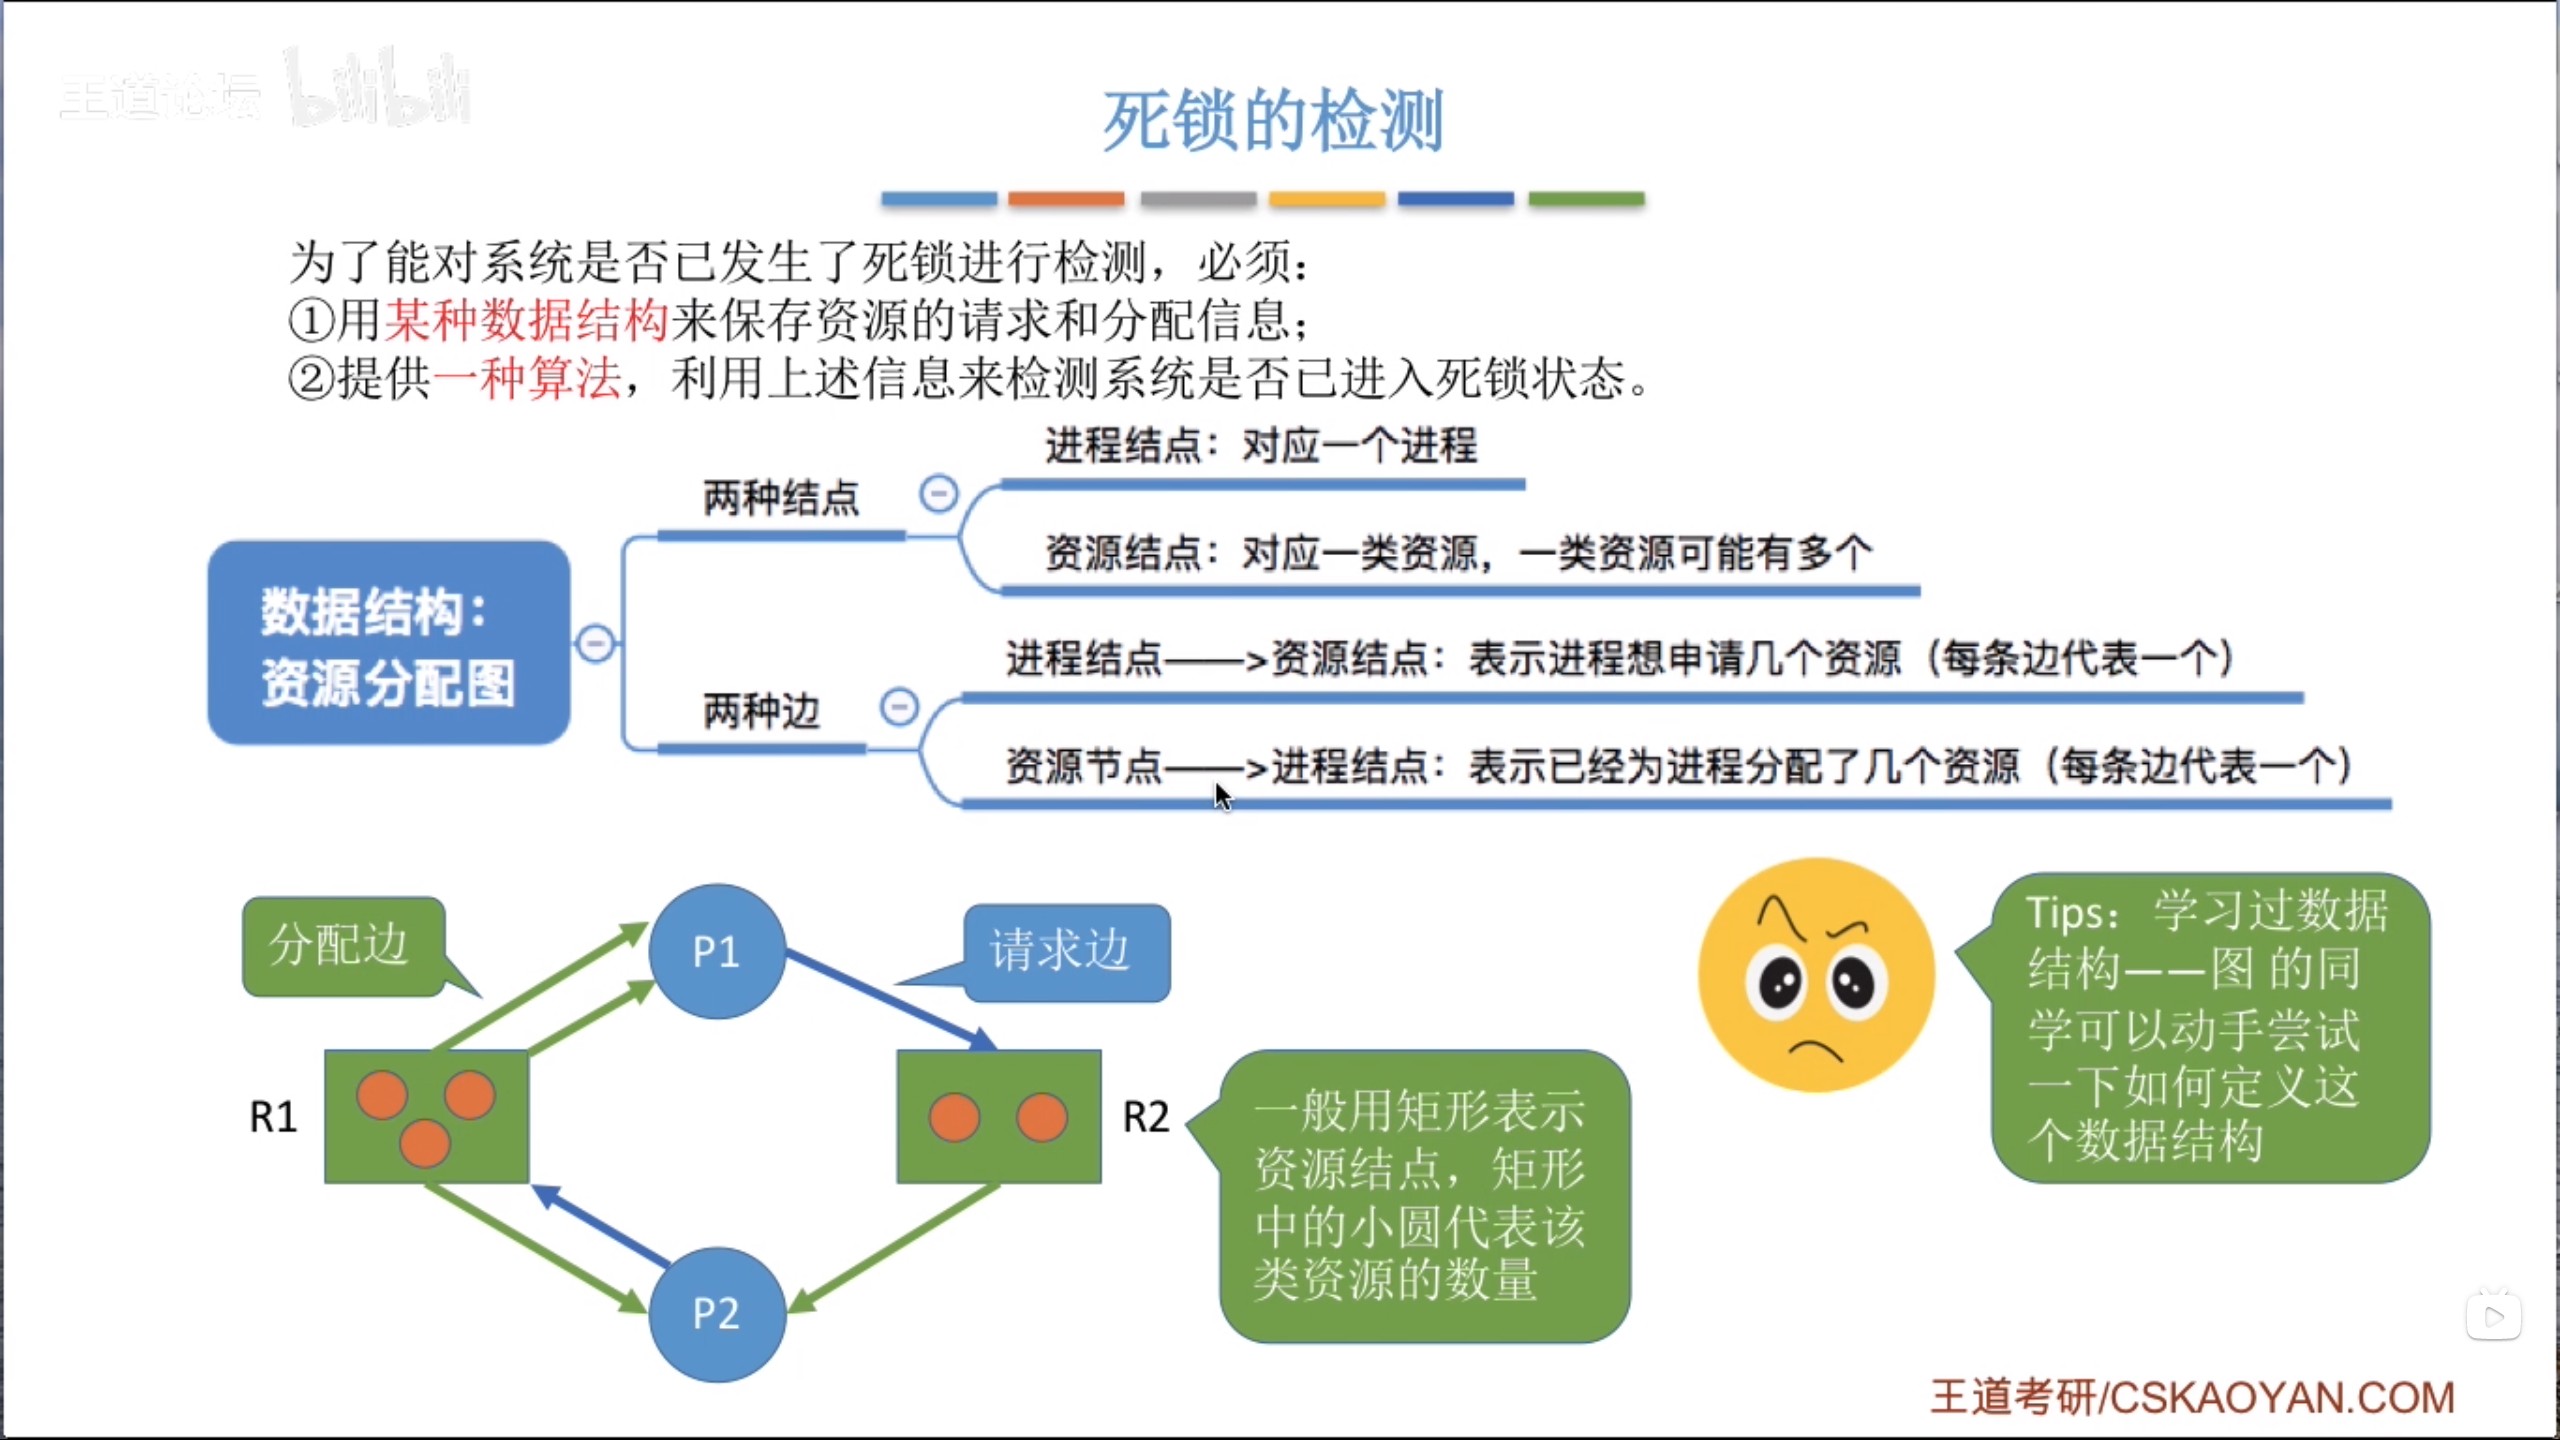 王道论坛 bilibili
死锁的检测
为了能对系统是否已发生了死锁进行检测，必须：
①用某种数据结构来保存资源的请求和分配信息；
②提供一种算法，利用上述信息来检测系统是否已进入死锁状态。
数据结构：
资源分配图
两种结点
进程结点：对应一个进程
资源结点：对应一类资源，一类资源可能有多个
两种边
进程结点——>资源结点：表示进程想申请几个资源（每条边代表一个）
资源节点——>进程结点：表示已经为进程分配了几个资源（每条边代表一个）
分配边
P1
请求边
R1
R2
P2
一般用矩形表示
资源结点，矩形
中的小圆代表该
类资源的数量
Tips： 学习过数据
结构——图 的同
学可以动手尝试
一下如何定义这
个数据结构
王道考研/CSKAOYAN.COM